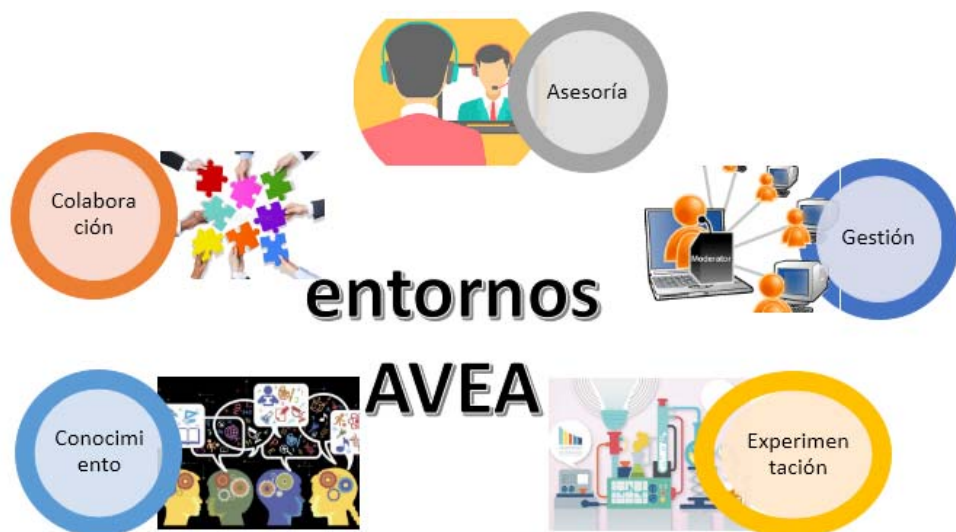 Asesoría
Colabora
ción
Moderator
Gestión
entornos
AVEA
Conocimi
ento
Experimen
tación